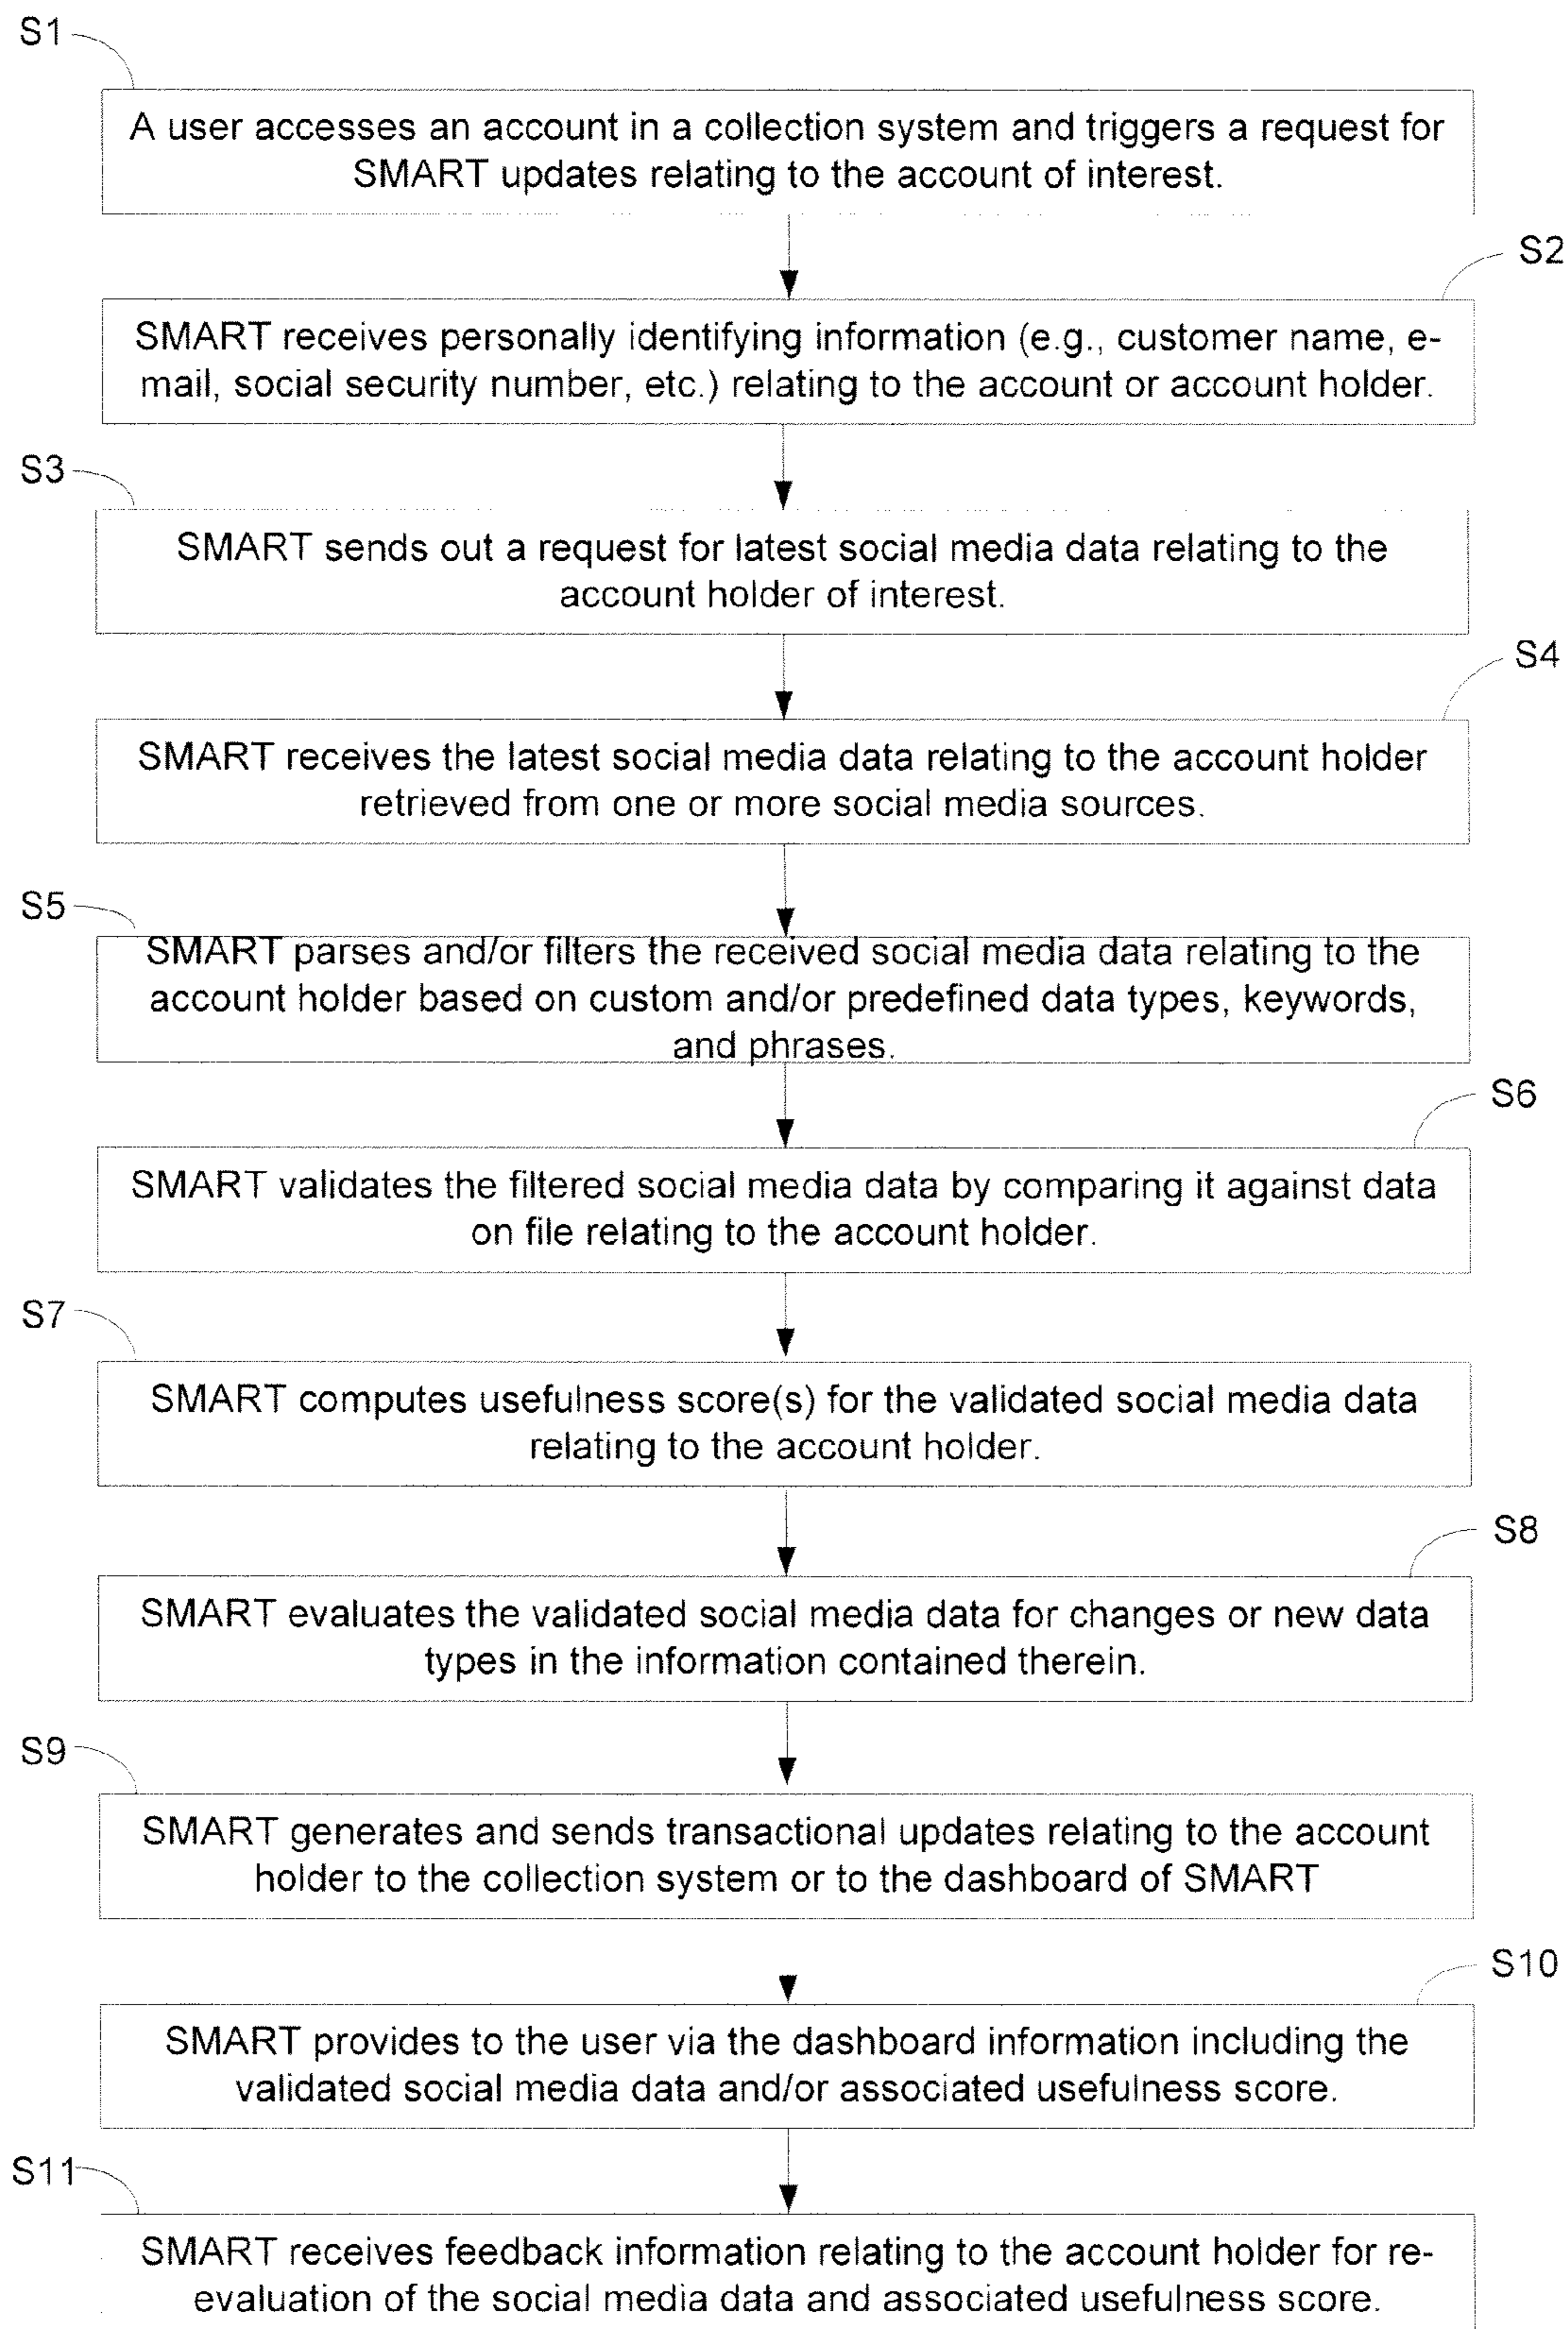 S1
A user accesses an account in a collection system and triggers a request for
SMART updates relating to the account of interest.
S2
SMART receives personally identifying information (e.g., customer name, e-
mail, social security number, etc.) relating to the account or account holder.
S3
SMART sends out a request for latest social media data relating to the
account holder of interest.
S4
SMART receives the latest social media data relating to the account holder
retrieved from one or more social media sources.
S5
SMART parses and/or filters the received social media data relating to the
account holder based on custom and/or predefined data types, keywords,
and phrases.
S6
SMART validates the filtered social media data by comparing it against data
on file relating to the account holder.
S7
SMART computes usefulness score(s) for the validated social media data
relating to the account holder.
S8
SMART evaluates the validated social media data for changes or new data
types in the information contained therein.
S9
SMART generates and sends transactional updates relating to the account
holder to the collection system or to the dashboard of SMART
S10
SMART provides to the user via the dashboard information including the
validated social media data and/or associated usefulness score.
S11
SMART receives feedback information relating to the account holder for re-
evaluation of the social media data and associated usefulness score.